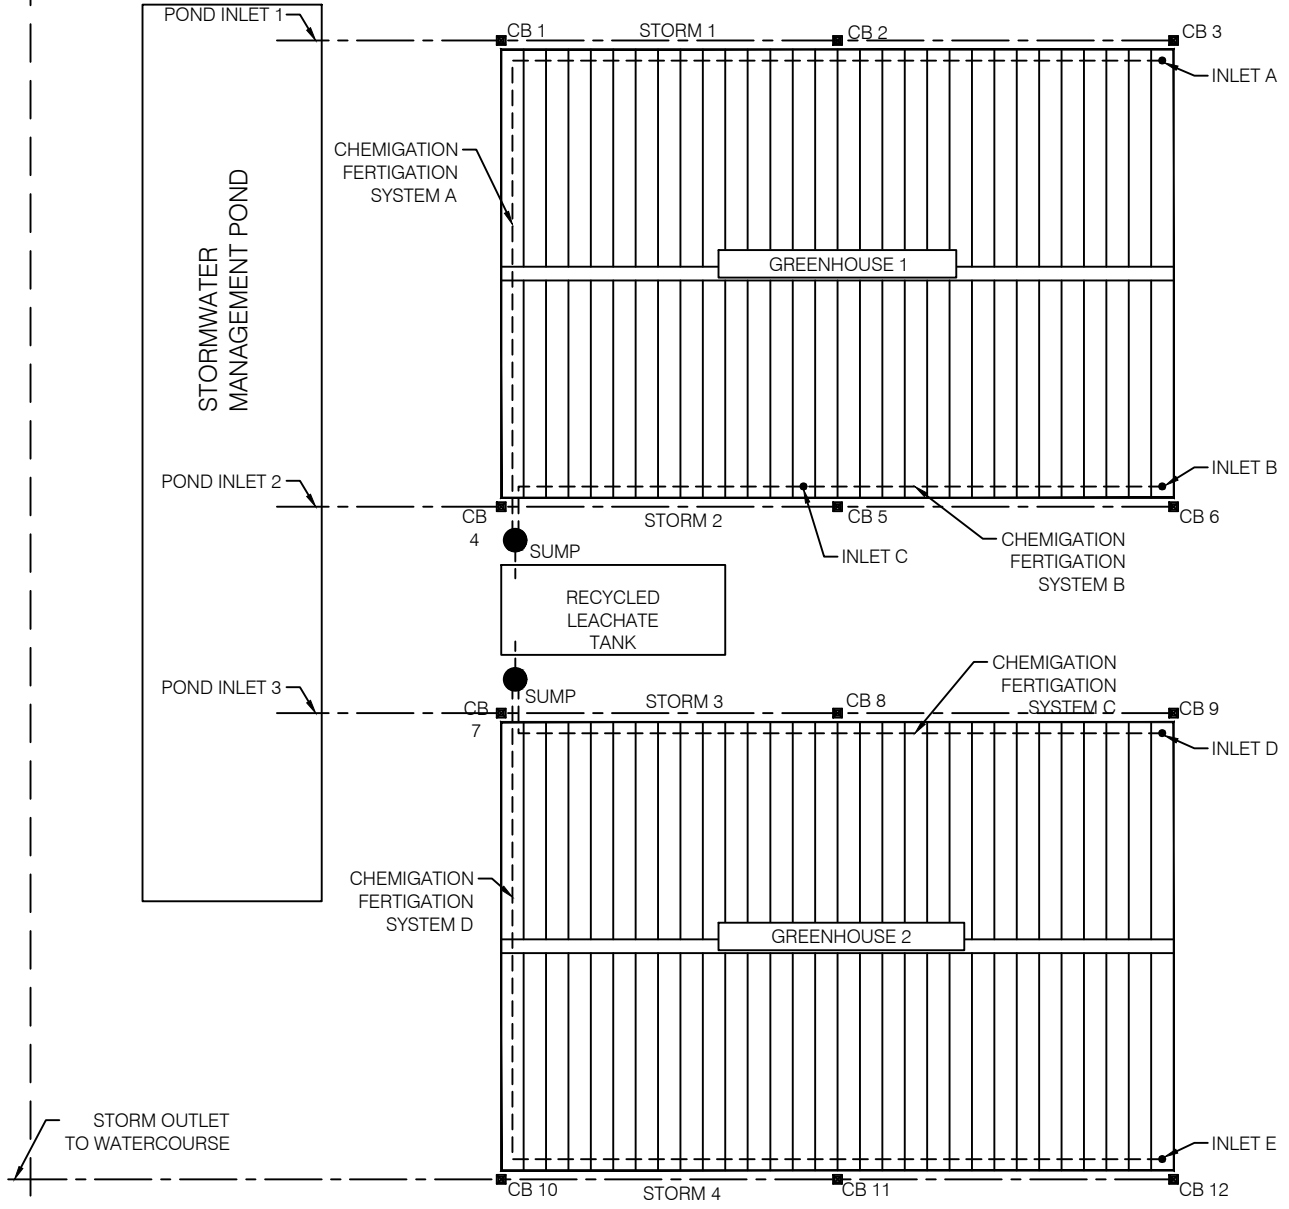 POND INLET 1
CB 1
STORM 1
CB 2
CB 3
INLET A
CHEMIGATION
FERTIGATION
SYSTEM A
STORMWATER
MANAGEMENT POND
GREENHOUSE 1
POND INLET 2
INLET B
CB
4
STORM 2
CB 5
CB 6
SUMP
INLET C
CHEMIGATION
FERTIGATION
SYSTEM B
RECYCLED
LEACHATE
TANK
POND INLET 3
SUMP
CB
7
STORM 3
CB 8
CHEMIGATION
FERTIGATION
SYSTEM C
CB 9
INLET D
CHEMIGATION
FERTIGATION
SYSTEM D
GREENHOUSE 2
STORM OUTLET
TO WATERCOURSE
INLET E
CB 10
STORM 4
CB 11
CB 12